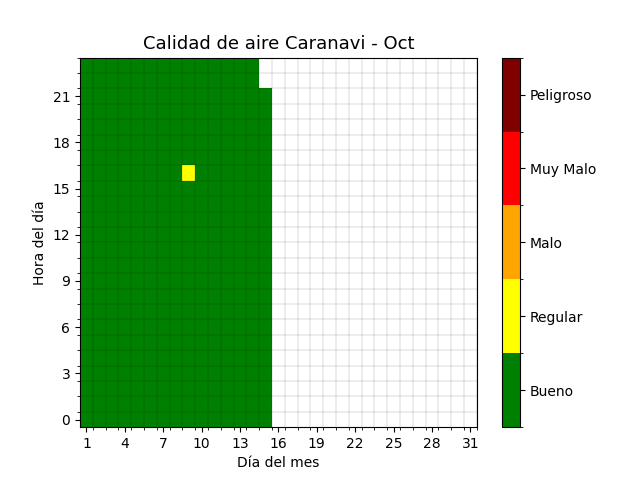 Calidad de aire Caranavi - Oct
Hora del día
21
18
15
12
9
6
3
0
1 4 7 10 13 16 19 22 25 28 31
Día del mes
Peligroso
Muy Malo
Malo
Regular
Bueno